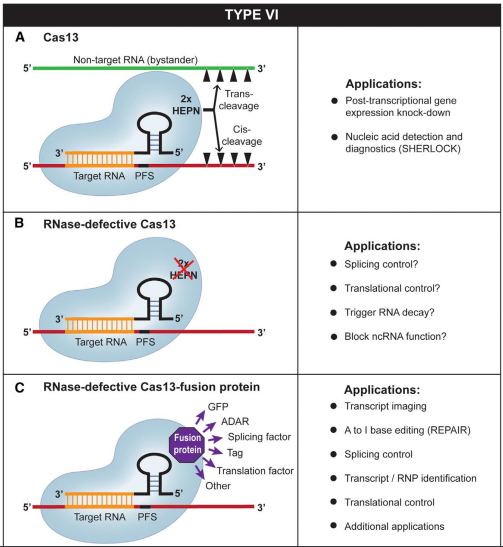 TYPE VI
A Cas13
Non-target RNA (bystander)
5' 3'
2x
HEPN
Trans-
cleavage
Cis-
cleavage
3' 5'
5' 3'
Target RNA PFS
Applications:
● Post-transcriptional gene
expression knock-down
● Nucleic acid detection and
diagnostics (SHERLOCK)
B RNase-defective Cas13
2x
HEPN
3' 5'
5' 3'
Target RNA PFS
Applications:
● Splicing control?
● Translational control?
● Trigger RNA decay?
● Block ncRNA function?
C RNase-defective Cas13-fusion protein
GFP
ADAR
Fusion
protein
Splicing factor
Tag
Translation factor
Other
3' 5'
5' 3'
Target RNA PFS
Applications:
● Transcript imaging
● A to I base editing (REPAIR)
● Splicing control
● Transcript / RNP identification
● Translational control
● Additional applications